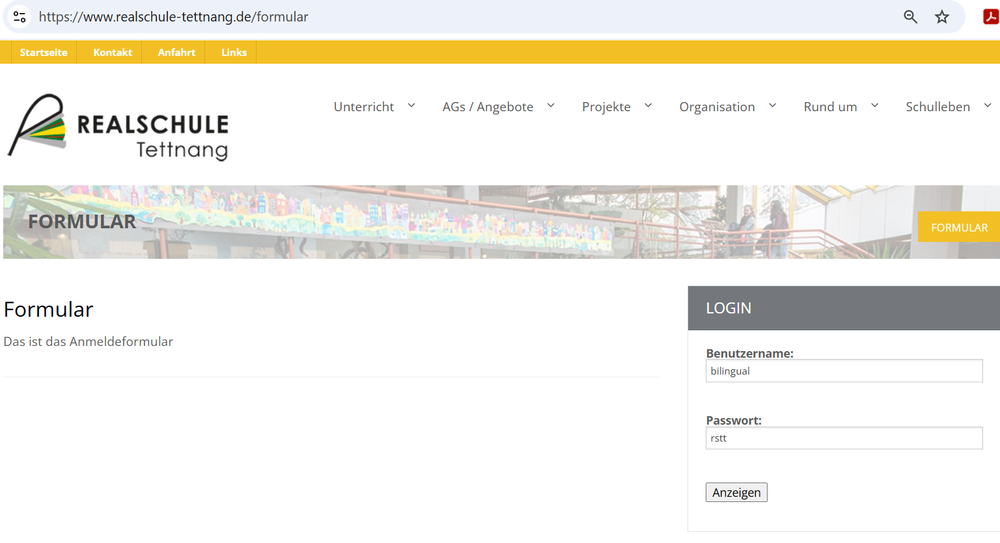 https://www.realschule-tettnang.de/formular
Startseite Kontakt Anfahrt Links
REALSCHULE
Tettnang
Unterricht AGs / Angebote Projekte Organisation Rund um Schulleben
FORMULAR
FORMULAR
Formular
Das ist das Anmeldeformular
LOGIN
Benutzername:
bilingual
Passwort:
rstt
Anzeigen